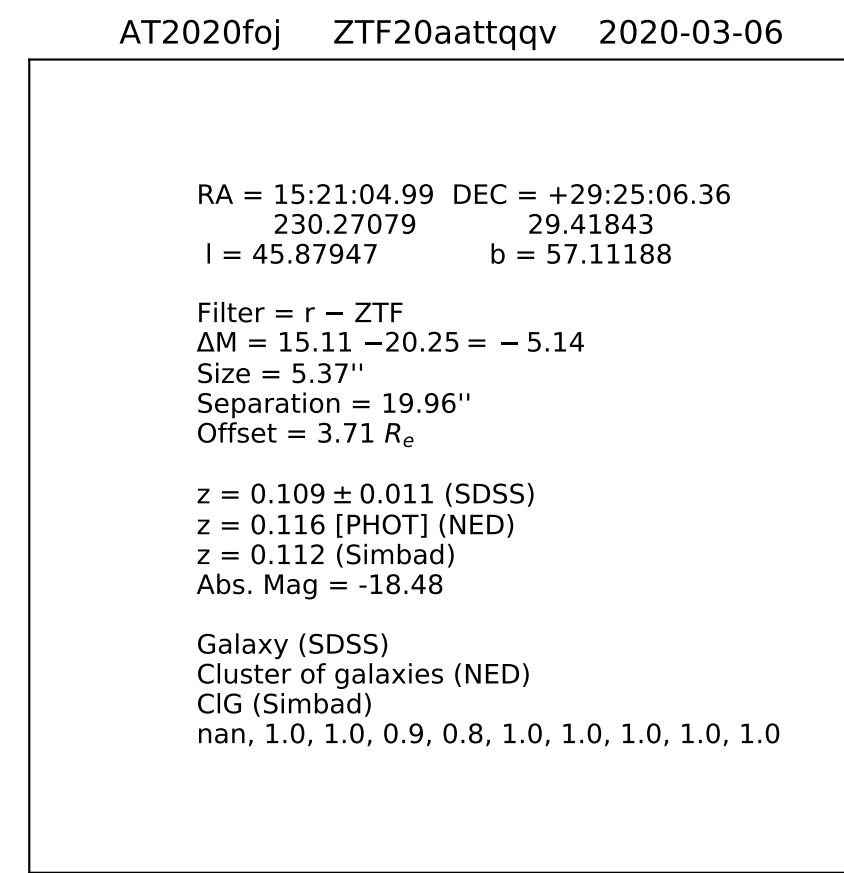 AT2020foj ZTF20aattqqv 2020-03-06
RA = 15:21:04.99 DEC = +29:25:06.36
230.27079 29.41843
l = 45.87947 b = 57.11188
Filter = r − ZTF
ΔM = 15.11 −20.25 = − 5.14
Size = 5.37''
Separation = 19.96''
Offset = 3.71 Re
z = 0.109 ± 0.011 (SDSS)
z = 0.116 [PHOT] (NED)
z = 0.112 (Simbad)
Abs. Mag = -18.48
Galaxy (SDSS)
Cluster of galaxies (NED)
ClG (Simbad)
nan, 1.0, 1.0, 0.9, 0.8, 1.0, 1.0, 1.0, 1.0, 1.0